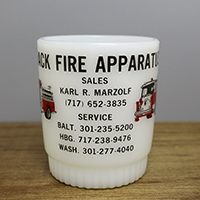 ACK FIRE APPARATU
SALES
KARL R. MARZOLF
(717) 652-3835
SERVICE
BALT. 301-235-5200
HBG. 717-238-9476
WASH. 301-277-4040